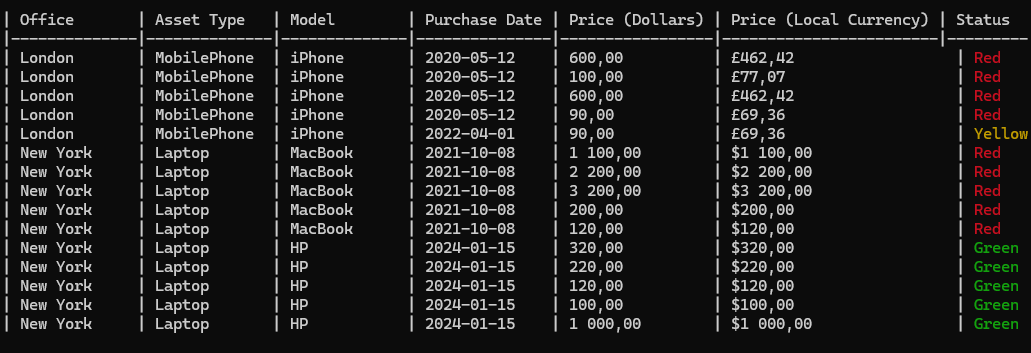 | Office       | Asset Type   | Model        | Purchase Date | Price (Dollars) | Price (Local Currency) | Status
|--------------|--------------|--------------|---------------|-----------------|------------------------|---------
| London       | MobilePhone  | iPhone       | 2020-05-12    | 600,00          | £462,42                  | Red
| London       | MobilePhone  | iPhone       | 2020-05-12    | 100,00          | £77,07                   | Red
| London       | MobilePhone  | iPhone       | 2020-05-12    | 600,00          | £462,42                  | Red
| London       | MobilePhone  | iPhone       | 2020-05-12    | 90,00           | £69,36                   | Red
| London       | MobilePhone  | iPhone       | 2022-04-01    | 90,00           | £69,36                   | Yellow
| New York     | Laptop       | MacBook      | 2021-10-08    | 1 100,00        | $1 100,00                | Red
| New York     | Laptop       | MacBook      | 2021-10-08    | 2 200,00        | $2 200,00                | Red
| New York     | Laptop       | MacBook      | 2021-10-08    | 3 200,00        | $3 200,00                | Red
| New York     | Laptop       | MacBook      | 2021-10-08    | 200,00          | $200,00                  | Red
| New York     | Laptop       | MacBook      | 2021-10-08    | 120,00          | $120,00                  | Red
| New York     | Laptop       | HP           | 2024-01-15    | 320,00          | $320,00                  | Green
| New York     | Laptop       | HP           | 2024-01-15    | 220,00          | $220,00                  | Green
| New York     | Laptop       | HP           | 2024-01-15    | 120,00          | $120,00                  | Green
| New York     | Laptop       | HP           | 2024-01-15    | 100,00          | $100,00                  | Green
| New York     | Laptop       | HP           | 2024-01-15    | 1 000,00        | $1 000,00                | Green